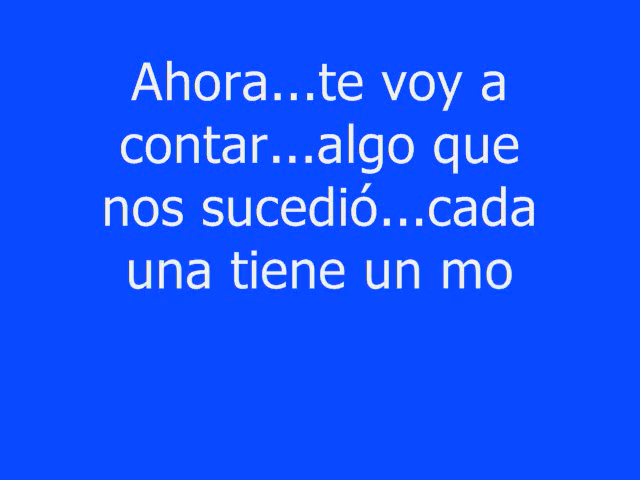 Ahora...te voy a
contar...algo que
nos sucedió...cada
una tiene un mo